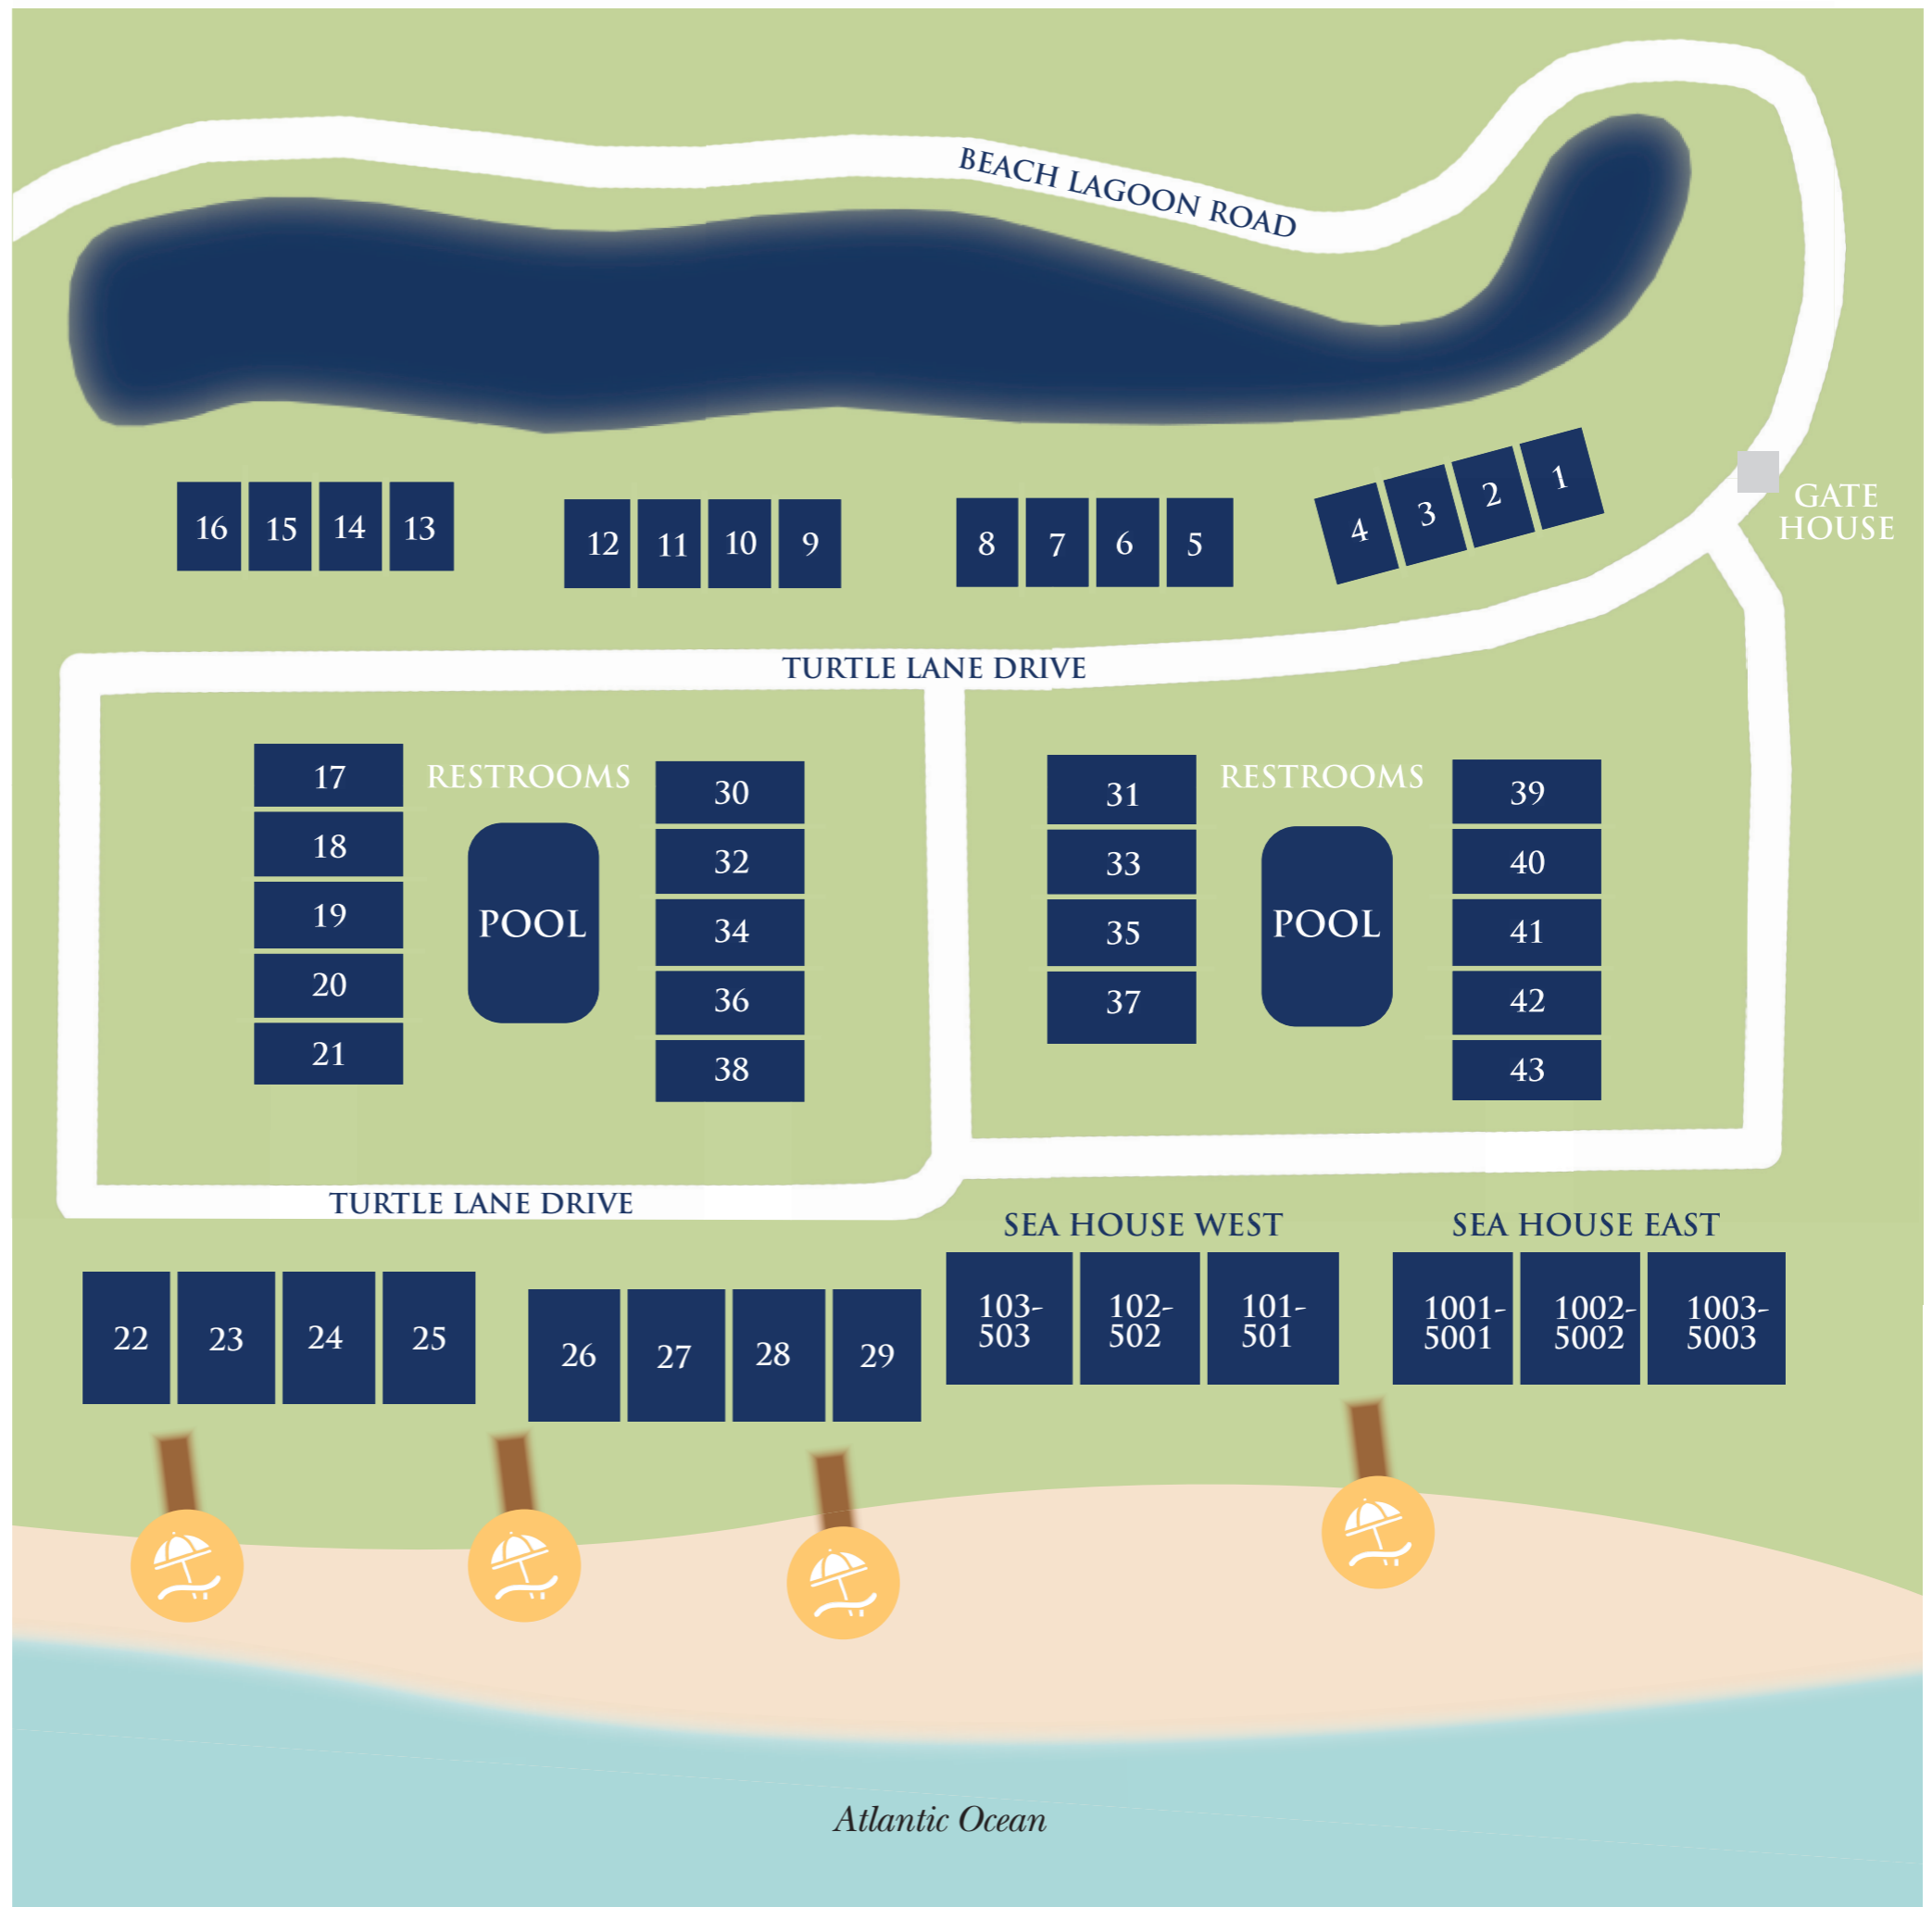 BEACH LAGOON ROAD
GATE
HOUSE
16 15 14 13
12 11 10 9
8 7 6 5
4 3 2 1
TURTLE LANE DRIVE
17
18
19
20
21
RESTROOMS
POOL
30
32
34
36
38
31
33
35
37
RESTROOMS
POOL
39
40
41
42
43
TURTLE LANE DRIVE
22 23 24 25
26 27 28 29
SEA HOUSE WEST
103-
503
102-
502
101-
501
SEA HOUSE EAST
1001-
5001
1002-
5002
1003-
5003
Atlantic Ocean